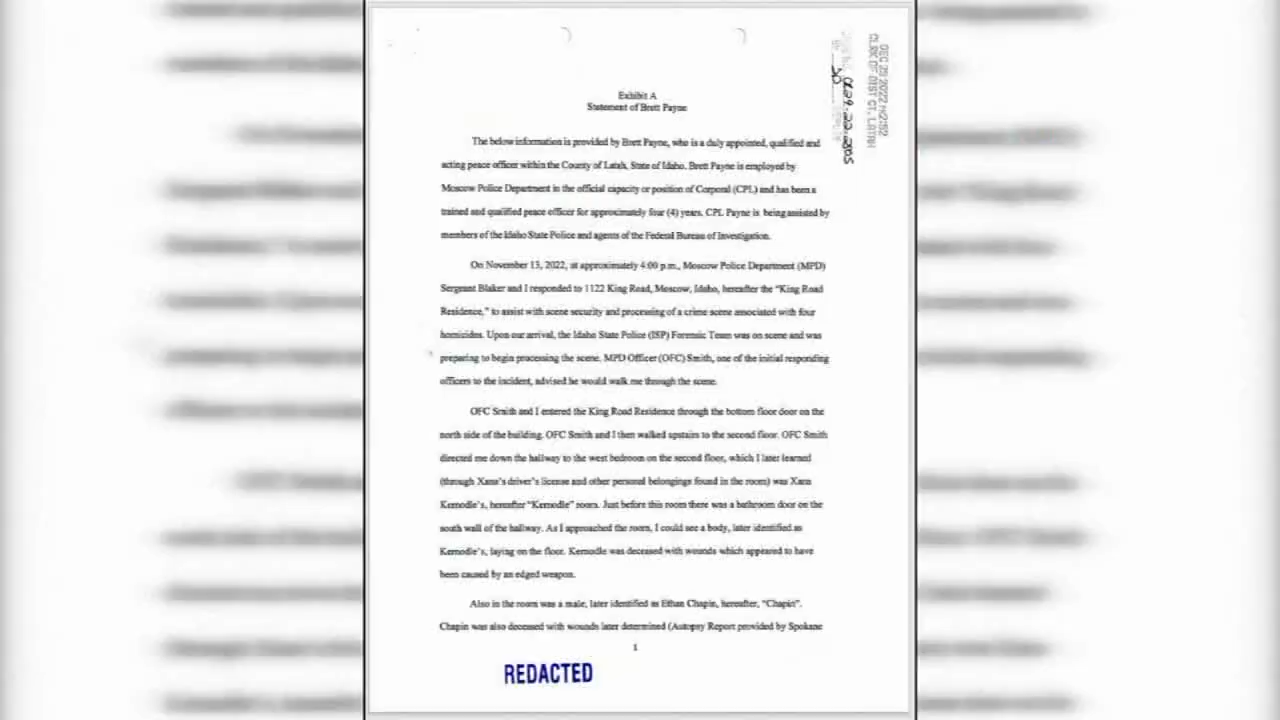 Exhibit A
Statement of Brett Payne
The below information is provided by Brett Payne, who is a duly appointed, qualified and
acting peace officer within the County of Latah, State of Idaho. Brett Payne is employed by
Moscow Police Department in the official capacity or position of Corporal (CPL) and has been a
trained and qualified peace officer for approximately four (4) years. CPL Payne is being assisted by
members of the Idaho State Police and agents of the Federal Bureau of Investigation.
On November 13, 2022, at approximately 4:00 p.m., Moscow Police Department (MPD)
Sergeant Blaker and I responded to 1122 King Road, Moscow, Idaho, hereafter the "King Road
Residence," to assist with scene security and processing of a crime scene associated with four
homicides. Upon our arrival, the Idaho State Police (ISP) Forensic Team was on scene and was
preparing to begin processing the scene. MPD Officer (OFC) Smith, one of the initial responding
officers to the incident, advised he would walk me through the scene.
OFC Smith and I entered the King Road Residence through the bottom floor door on the
north side of the building. OFC Smith and I then walked upstairs to the second floor. OFC Smith
directed me down the hallway to the west bedroom on the second floor, which I later learned
(through Xana's driver's license and other personal belongings found in the room) was Xana
Kernodle's, hereafter "Kernodle" room. Just before this room there was a bathroom door on the
south wall of the hallway. As I approached the room, I could see a body, later identified as
Kernodle's, laying on the floor. Kernodle was deceased with wounds which appeared to have
been caused by an edged weapon.
Also in the room was a male, later identified as Ethan Chapin, hereafter, "Chapin".
Chapin was also deceased with wounds later determined (Autopsy Report provided by Spokane
1
REDACTED
DEC 29 2022
CLRK OF DIST CT, LATAH